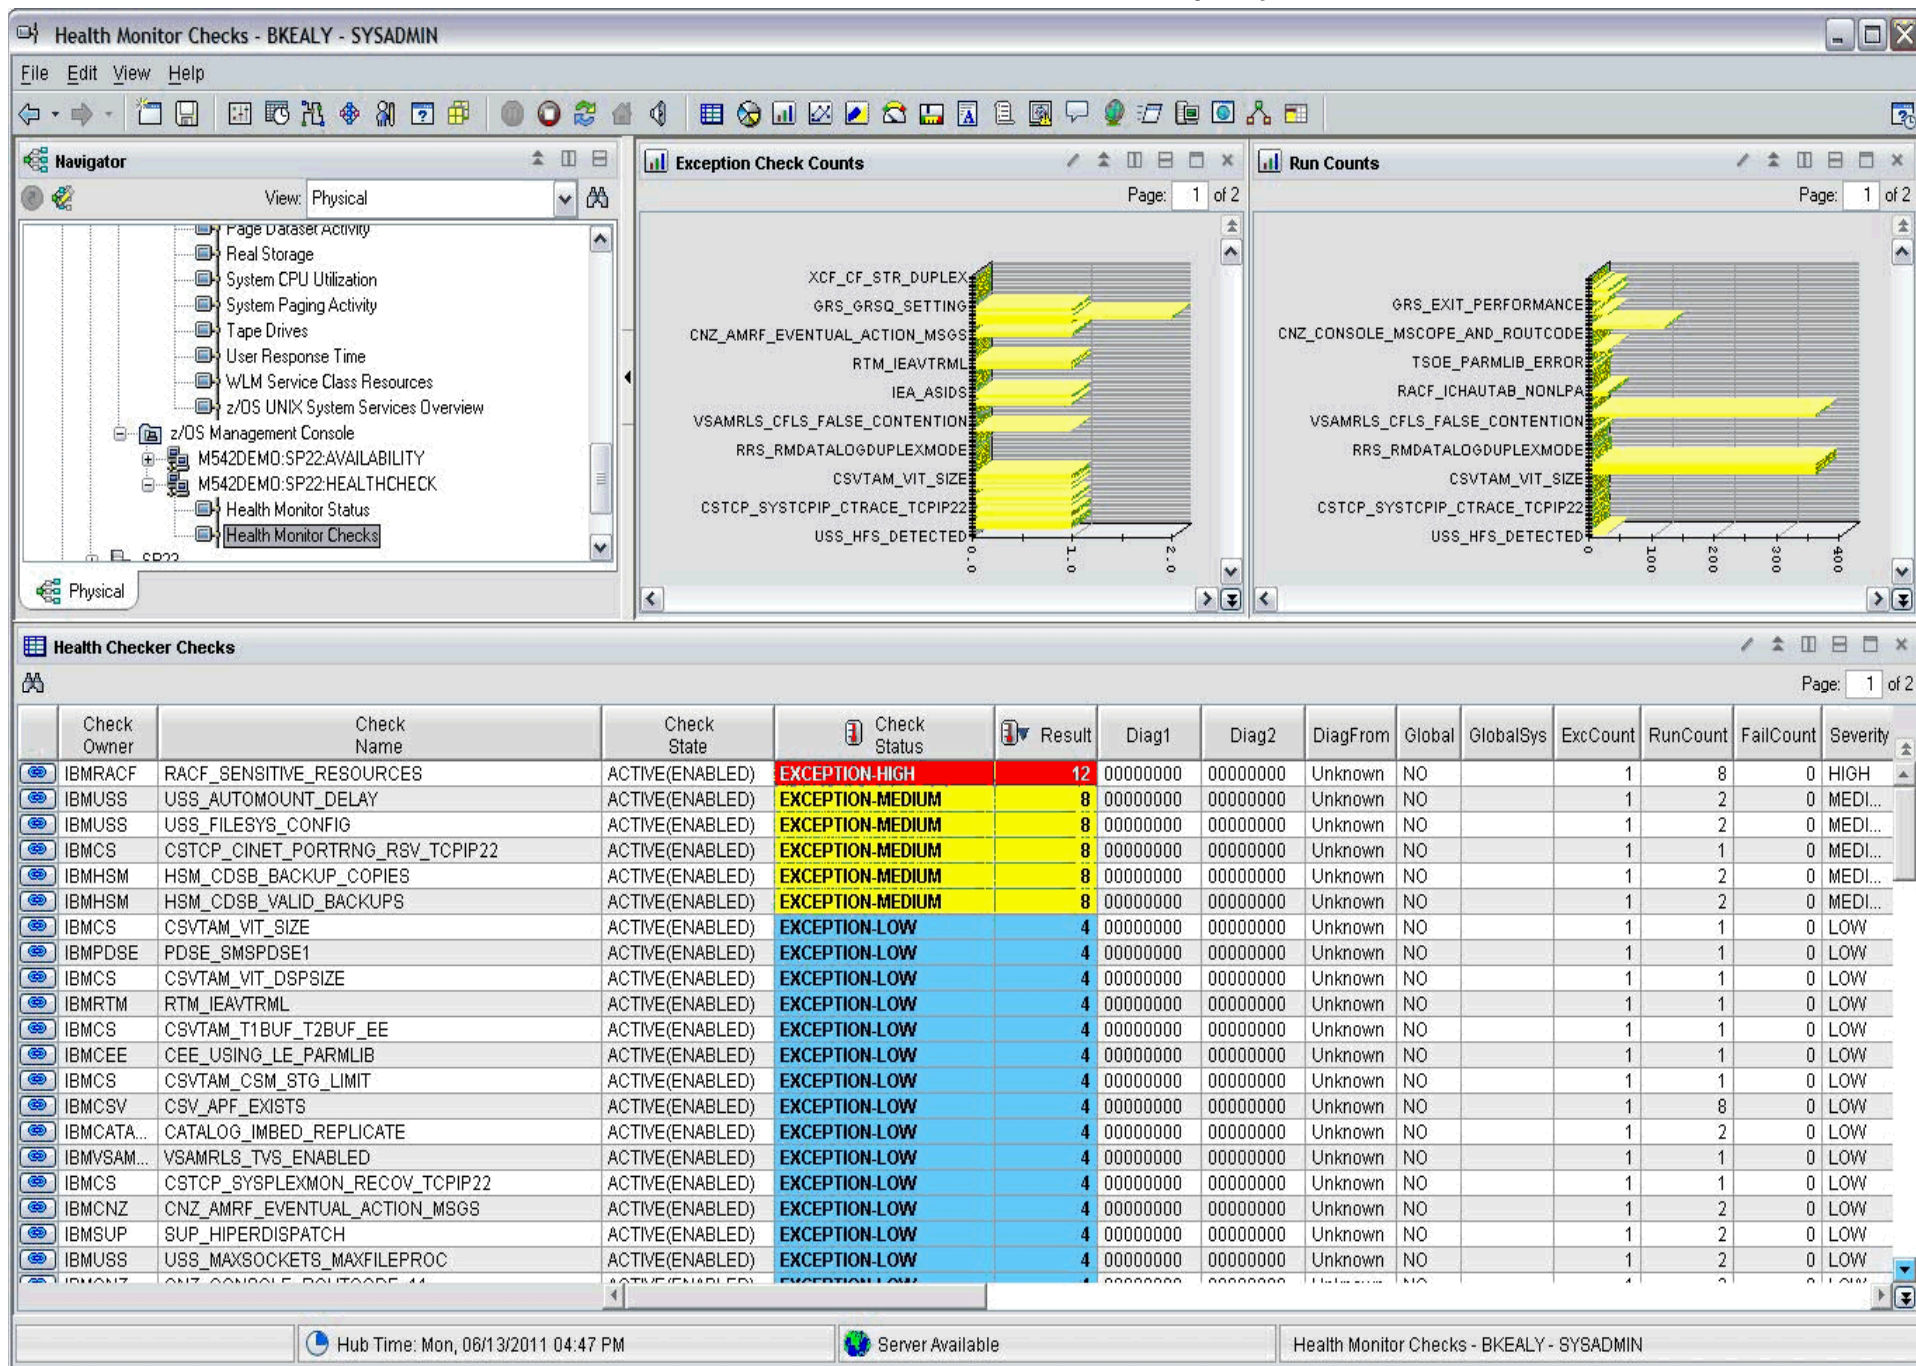 Health Monitor Checks - BKEALY - SYSADMIN
File Edit View Help
Navigator
View: Physical
Page Dataset Activity
Real Storage
System CPU Utilization
System Paging Activity
Tape Drives
User Response Time
WLM Service Class Resources
z/OS UNIX System Services Overview
z/OS Management Console
M542DEMO:SP22:AVAILABILITY
M542DEMO:SP22:HEALTHCHECK
Health Monitor Status
Health Monitor Checks
SP23
Physical
Exception Check Counts
Page: 1 of 2
XCF_CF_STR_DUPLEX
GRS_GRSQ_SETTING
CNZ_AMRF_EVENTUAL_ACTION_MSGS
RTM_IEAVTRML
IEA_ASIDS
VSAMRLS_CFLS_FALSE_CONTENTION
RRS_RMDATALOGDUPLEXMODE
CSVTAM_VIT_SIZE
CSTCP_SYSTCPIP_CTRACE_TCPIP22
USS_HFS_DETECTED
0.0 1.0 2.0
Run Counts
Page: 1 of 2
GRS_EXIT_PERFORMANCE
CNZ_CONSOLE_MSCOPE_AND_ROUTCODE
TSOE_PARMLIB_ERROR
RACF_ICHAUTAB_NONLPA
VSAMRLS_CFLS_FALSE_CONTENTION
RRS_RMDATALOGDUPLEXMODE
CSVTAM_VIT_SIZE
CSTCP_SYSTCPIP_CTRACE_TCPIP22
USS_HFS_DETECTED
0 100 200 300 400
Health Checker Checks
Page: 1 of 2
Check Owner Check Name Check State Check Status Result Diag1 Diag2 DiagFrom Global GlobalSys ExcCount RunCount FailCount Severity
IBMRACF RACF_SENSITIVE_RESOURCES ACTIVE(ENABLED) EXCEPTION-HIGH 12 00000000 00000000 Unknown NO 1 8 0 HIGH
IBMUSS USS_AUTOMOUNT_DELAY ACTIVE(ENABLED) EXCEPTION-MEDIUM 8 00000000 00000000 Unknown NO 1 2 0 MEDI...
IBMUSS USS_FILESYS_CONFIG ACTIVE(ENABLED) EXCEPTION-MEDIUM 8 00000000 00000000 Unknown NO 1 2 0 MEDI...
IBMCS CSTCP_CINET_PORTRNG_RSV_TCPIP22 ACTIVE(ENABLED) EXCEPTION-MEDIUM 8 00000000 00000000 Unknown NO 1 1 0 MEDI...
IBMHSM HSM_CDSB_BACKUP_COPIES ACTIVE(ENABLED) EXCEPTION-MEDIUM 8 00000000 00000000 Unknown NO 1 2 0 MEDI...
IBMHSM HSM_CDSB_VALID_BACKUPS ACTIVE(ENABLED) EXCEPTION-MEDIUM 8 00000000 00000000 Unknown NO 1 2 0 MEDI...
IBMCS CSVTAM_VIT_SIZE ACTIVE(ENABLED) EXCEPTION-LOW 4 00000000 00000000 Unknown NO 1 1 0 LOW
IBMPDSE PDSE_SMSPDSE1 ACTIVE(ENABLED) EXCEPTION-LOW 4 00000000 00000000 Unknown NO 1 1 0 LOW
IBMCS CSVTAM_VIT_DSPSIZE ACTIVE(ENABLED) EXCEPTION-LOW 4 00000000 00000000 Unknown NO 1 1 0 LOW
IBMRTM RTM_IEAVTRML ACTIVE(ENABLED) EXCEPTION-LOW 4 00000000 00000000 Unknown NO 1 1 0 LOW
IBMCS CSVTAM_T1BUF_T2BUF_EE ACTIVE(ENABLED) EXCEPTION-LOW 4 00000000 00000000 Unknown NO 1 1 0 LOW
IBMCEE CEE_USING_LE_PARMLIB ACTIVE(ENABLED) EXCEPTION-LOW 4 00000000 00000000 Unknown NO 1 1 0 LOW
IBMCS CSVTAM_CSM_STG_LIMIT ACTIVE(ENABLED) EXCEPTION-LOW 4 00000000 00000000 Unknown NO 1 1 0 LOW
IBMCSV CSV_APF_EXISTS ACTIVE(ENABLED) EXCEPTION-LOW 4 00000000 00000000 Unknown NO 1 8 0 LOW
IBMCATA... CATALOG_IMBED_REPLICATE ACTIVE(ENABLED) EXCEPTION-LOW 4 00000000 00000000 Unknown NO 1 2 0 LOW
IBMVSAM... VSAMRLS_TVS_ENABLED ACTIVE(ENABLED) EXCEPTION-LOW 4 00000000 00000000 Unknown NO 1 1 0 LOW
IBMCS CSTCP_SYSPLEXMON_RECOV_TCPIP22 ACTIVE(ENABLED) EXCEPTION-LOW 4 00000000 00000000 Unknown NO 1 1 0 LOW
IBMCNZ CNZ_AMRF_EVENTUAL_ACTION_MSGS ACTIVE(ENABLED) EXCEPTION-LOW 4 00000000 00000000 Unknown NO 1 2 0 LOW
IBMSUP SUP_HIPERDISPATCH ACTIVE(ENABLED) EXCEPTION-LOW 4 00000000 00000000 Unknown NO 1 2 0 LOW
IBMUSS USS_MAXSOCKETS_MAXFILEPROC ACTIVE(ENABLED) EXCEPTION-LOW 4 00000000 00000000 Unknown NO 1 2 0 LOW
Hub Time: Mon, 06/13/2011 04:47 PM
Server Available
Health Monitor Checks - BKEALY - SYSADMIN